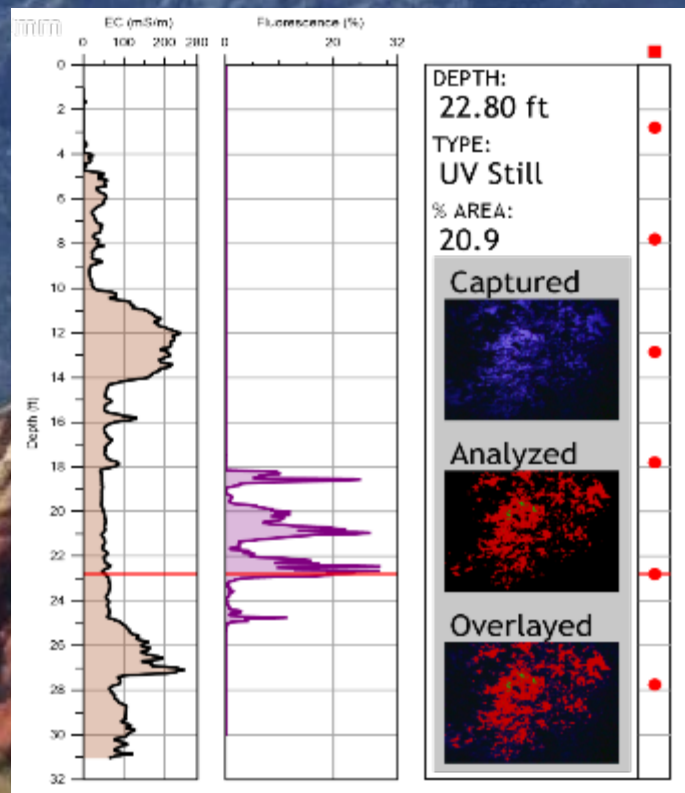 mm
EC (mS/m)
0 100 200 280
Fluorescence (%)
0 20 32
Depth (ft)
0
2
4
6
8
10
12
14
16
18
20
22
24
26
28
30
32
DEPTH:
22.80 ft
TYPE:
UV Still
% AREA:
20.9
Captured
Analyzed
Overlayed